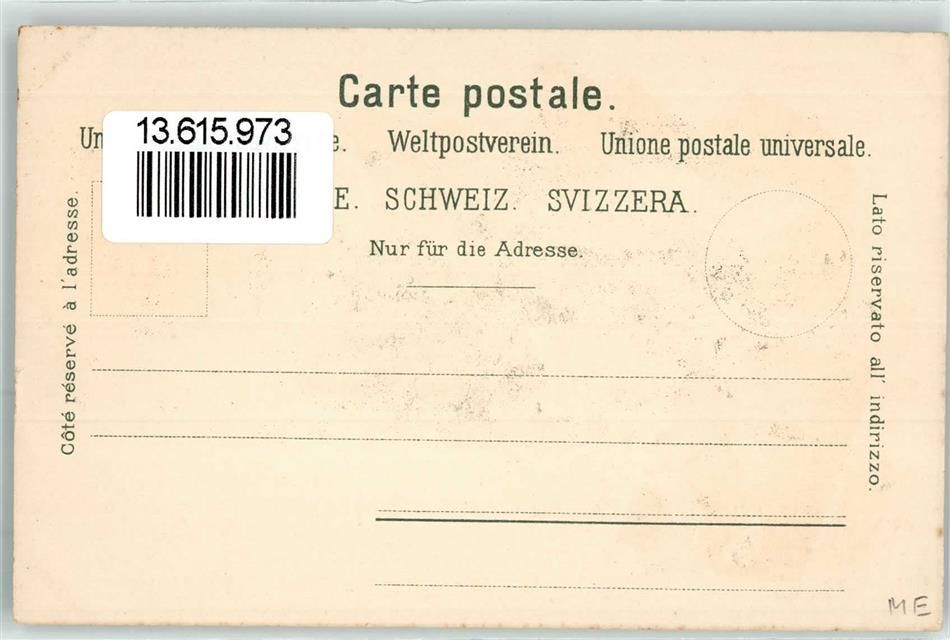 Carte postale.
13.615.973
Weltpostverein. Unione postale universale.
SCHWEIZ. SVIZZERA.
Nur für die Adresse.
Côté réservé à l'adresse.
Lato riservato all' indirizzo.
ME